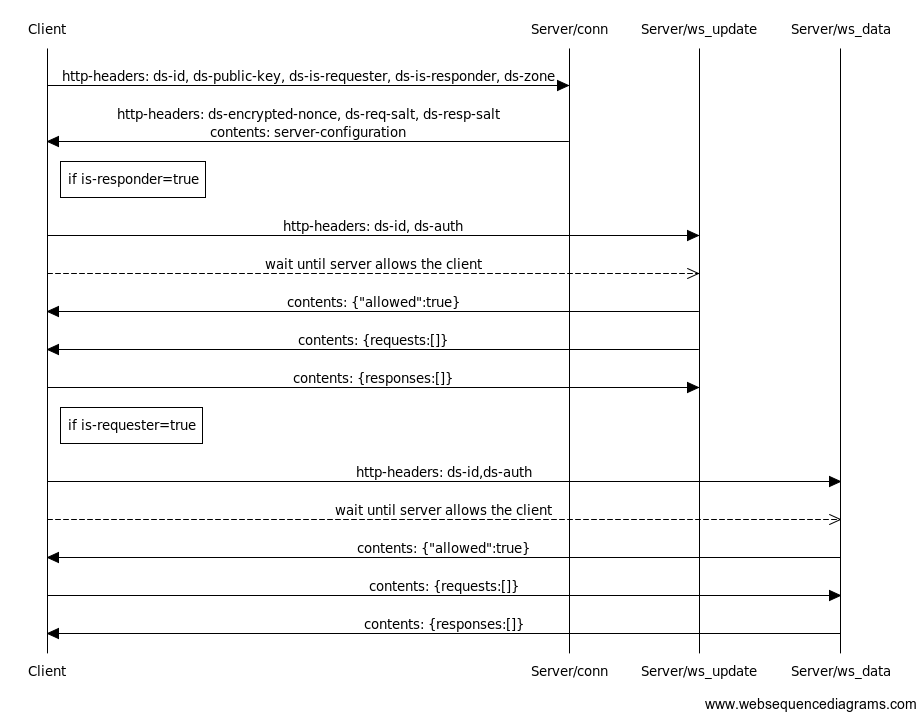 Client Server/conn Server/ws_update Server/ws_data
http-headers: ds-id, ds-public-key, ds-is-requester, ds-is-responder, ds-zone
http-headers: ds-encrypted-nonce, ds-req-salt, ds-resp-salt
contents: server-configuration
if is-responder=true
http-headers: ds-id, ds-auth
wait until server allows the client
contents: {"allowed":true}
contents: {requests:[]}
contents: {responses:[]}
if is-requester=true
http-headers: ds-id,ds-auth
wait until server allows the client
contents: {"allowed":true}
contents: {requests:[]}
contents: {responses:[]}
Client Server/conn Server/ws_update Server/ws_data
www.websequencediagrams.com